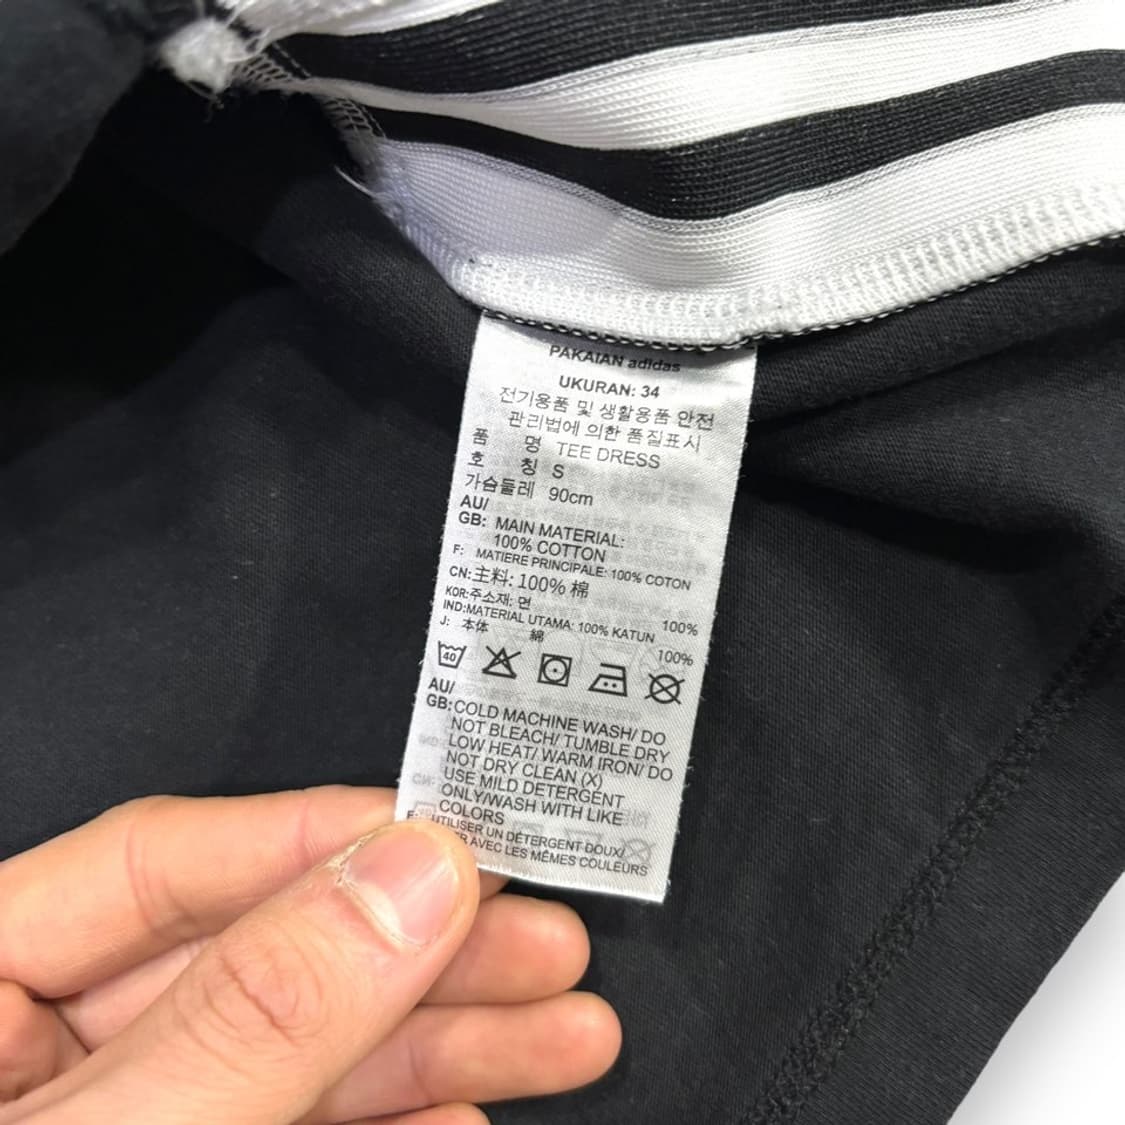 PAKAIAN adidas
UKURAN: 34
전기용품 및 생활용품 안전
관리법에 의한 품질표시
품 명 TEE DRESS
호 칭 S
가슴둘레 90cm
AU/
GB: MAIN MATERIAL:
100% COTTON
F: MATIERE PRINCIPALE: 100% COTON
CN:主料: 100% 棉
KOR:주소재: 면 100%
IND:MATERIAL UTAMA: 100% KATUN
J: 本体 綿 100%
40
AU/
GB:COLD MACHINE WASH/ DO
NOT BLEACH/ TUMBLE DRY
LOW HEAT/ WARM IRON/ DO
NOT DRY CLEAN (X)
USE MILD DETERGENT
ONLY/WASH WITH LIKE
COLORS
F: UTILISER UN DÉTERGENT DOUX/
AVEC LES MÊMES COULEURS